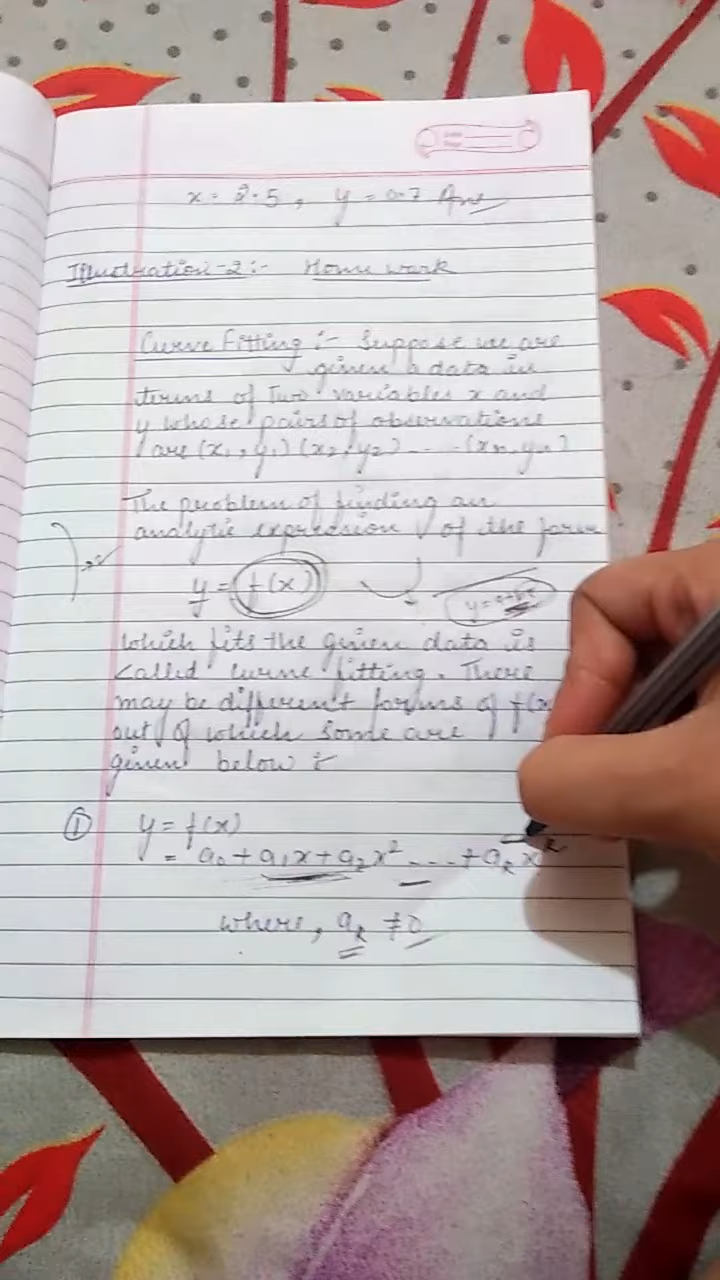 x = 2.5, y = 0.7 Ans
Illustration-2:- Home work
Curve Fitting :- Suppose we are
given a data in
terms of Two variables x and
y whose pairs of observations
are (x₁, y₁) (x₂, y₂) ---- (xn, yn)
The problem of finding an
analytic expression of the form
y = f(x)
y = a+bx
which fits the given data is
called curve fitting. There
may be different forms of f(x
out of which some are
given below :-
① y = f(x)
= a₀ + a₁x + a₂x² ---- + aₖxᵏ
where, aₖ ≠ 0